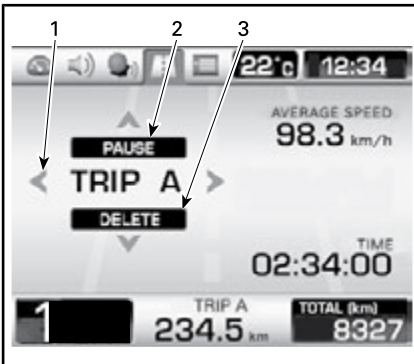 1 2 3
22°c 12:34
AVERAGE SPEED
98.3 km/h
PAUSE
TRIP A
DELETE
TIME
02:34:00
1
TRIP A
234.5 km
TOTAL (km)
8327